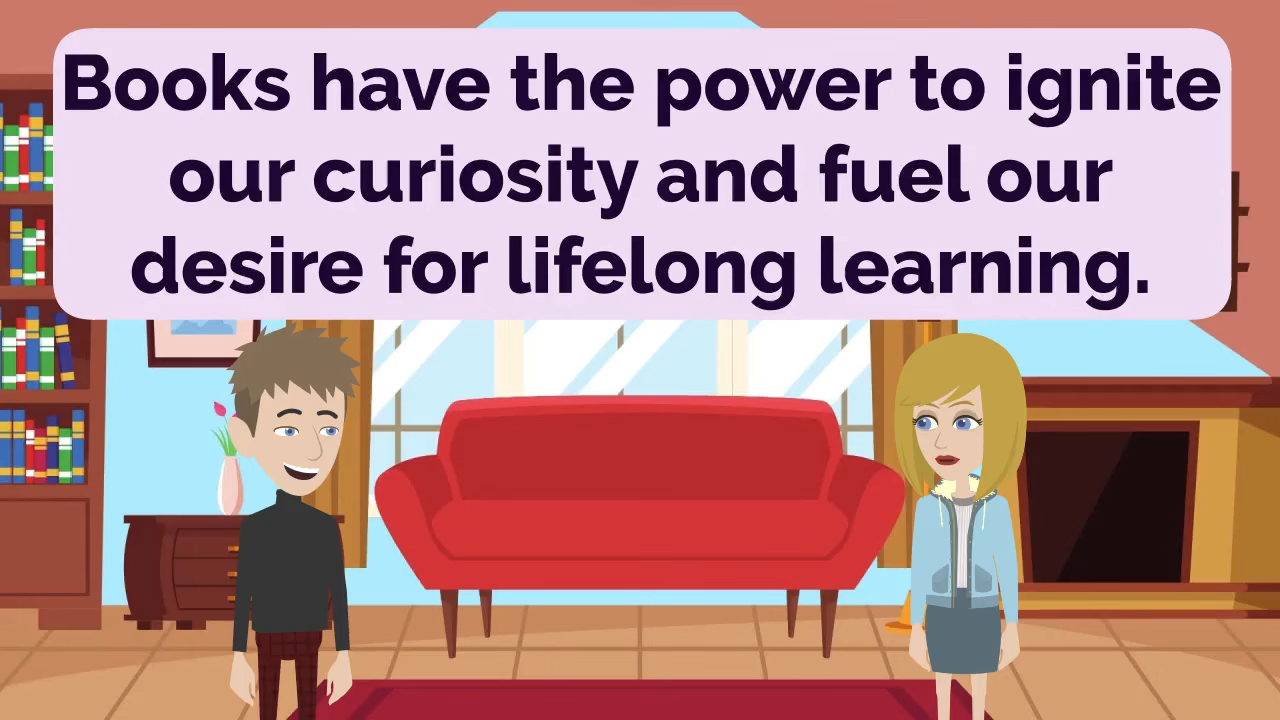 Books have the power to ignite
our curiosity and fuel our
desire for lifelong learning.